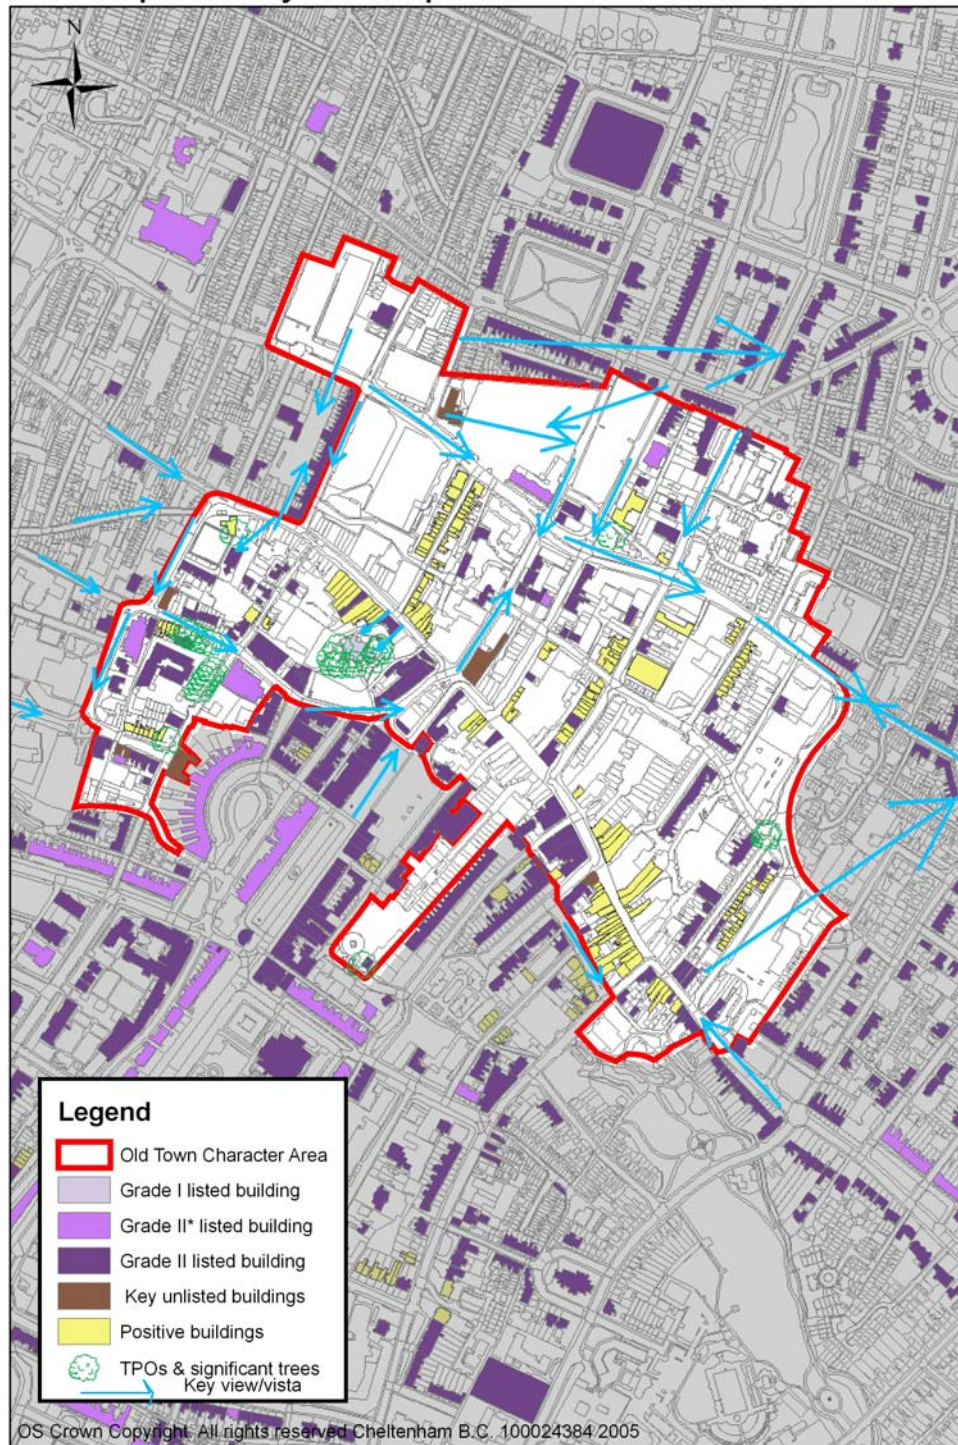 N
Legend
Old Town Character Area
Grade I listed building
Grade II* listed building
Grade II listed building
Key unlisted buildings
Positive buildings
TPOs & significant trees
Key view/vista
OS Crown Copyright. All rights reserved Cheltenham B.C. 100024384 2005